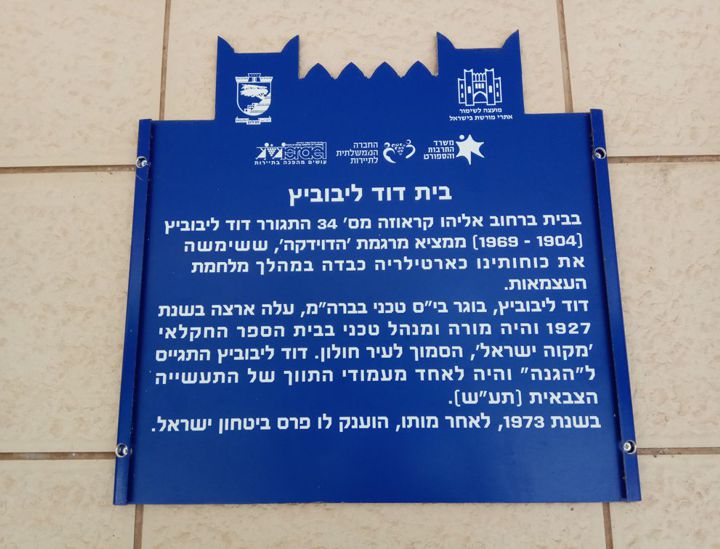 מועצה לשימור
אתרי מורשת בישראל
משרד
התרבות
והספורט
החברה
הממשלתית
לתיירות
israel
עושים מהפכה בתיירות
בית דוד ליבוביץ
בבית ברחוב אליהו קראוזה מס' 34 התגורר דוד ליבוביץ
(1904 - 1969) ממציא מרגמת 'הדוידקה', ששימשה
את כוחותינו כארטילריה כבדה במהלך מלחמת
העצמאות.
דוד ליבוביץ, בוגר בי"ס טכני בברה"מ, עלה ארצה בשנת
1927 והיה מורה ומנהל טכני בבית הספר החקלאי
'מקוה ישראל', הסמוך לעיר חולון. דוד ליבוביץ התגייס
ל"הגנה" והיה לאחד מעמודי התווך של התעשייה
הצבאית (תע"ש).
בשנת 1973, לאחר מותו, הוענק לו פרס ביטחון ישראל.